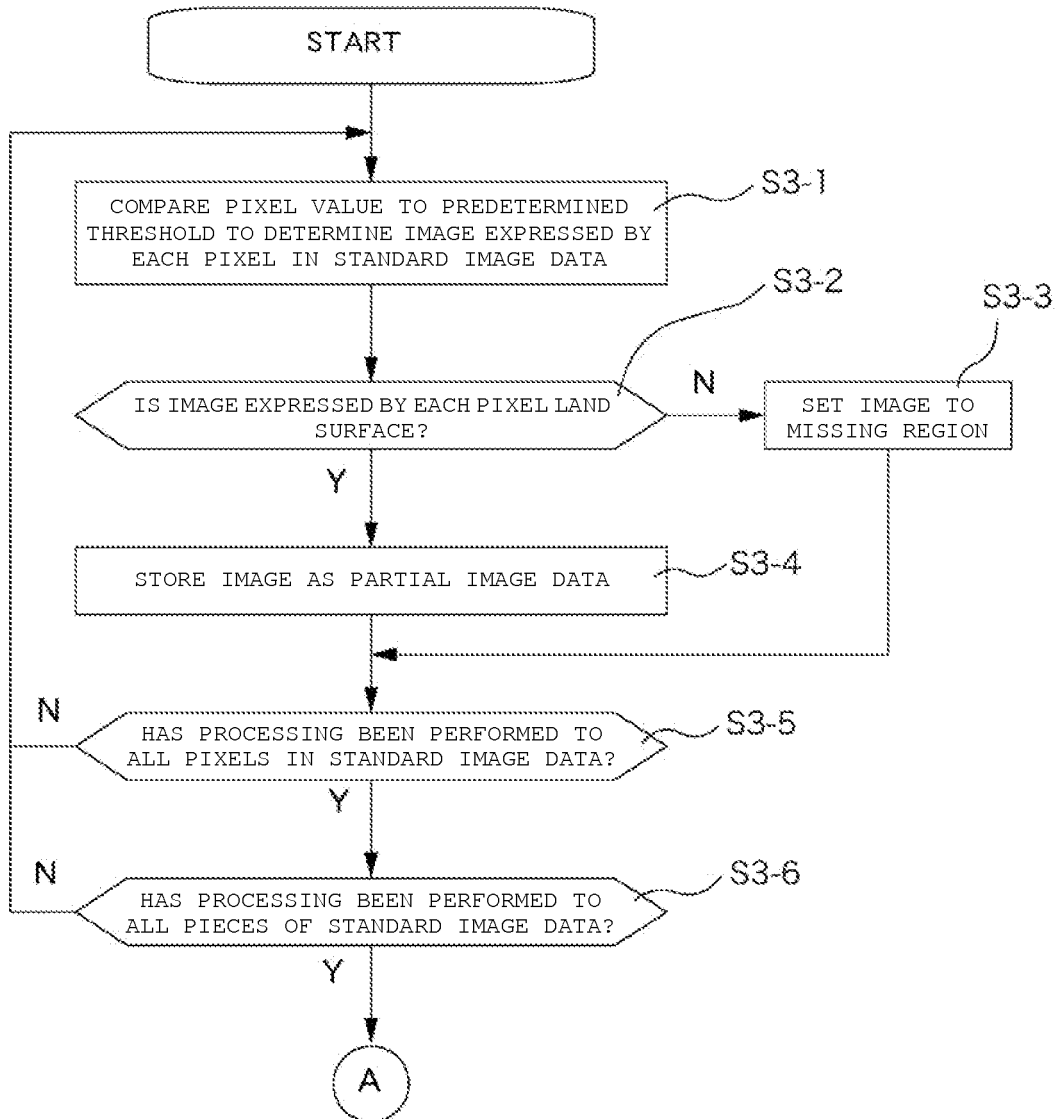 START
S3-1
COMPARE PIXEL VALUE TO PREDETERMINED
THRESHOLD TO DETERMINE IMAGE EXPRESSED BY
EACH PIXEL IN STANDARD IMAGE DATA
S3-2
S3-3
IS IMAGE EXPRESSED BY EACH PIXEL LAND
SURFACE?
N
SET IMAGE TO
MISSING REGION
Y
STORE IMAGE AS PARTIAL IMAGE DATA
S3-4
N
HAS PROCESSING BEEN PERFORMED TO
ALL PIXELS IN STANDARD IMAGE DATA?
S3-5
Y
N
HAS PROCESSING BEEN PERFORMED TO
ALL PIECES OF STANDARD IMAGE DATA?
S3-6
Y
A